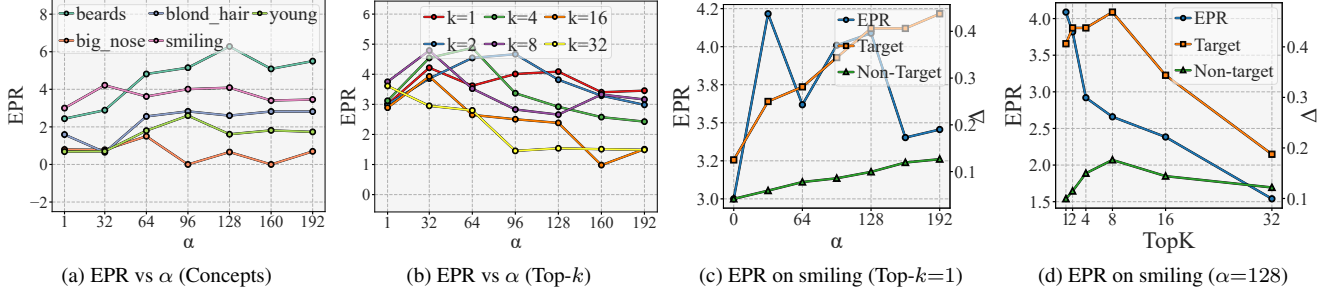 beards
blond_hair
young
big_nose
smiling
8
6
4
2
0
−2
EPR
1
32
64
96
128
160
192
α
(a) EPR vs α (Concepts)
k=1
k=4
k=16
k=2
k=8
k=32
6
5
4
3
2
1
0
EPR
1
32
64
96
128
160
192
α
(b) EPR vs α (Top-k)
EPR
Target
Non-Target
4.2
4.0
3.8
3.5
3.2
3.0
EPR
0.4
0.3
0.2
0.1
Δ
0
64
128
192
α
(c) EPR on smiling (Top-k=1)
EPR
Target
Non-target
4.0
3.5
3.0
2.5
2.0
1.5
EPR
0.4
0.3
0.2
0.1
Δ
1
2
4
8
16
32
TopK
(d) EPR on smiling (α=128)